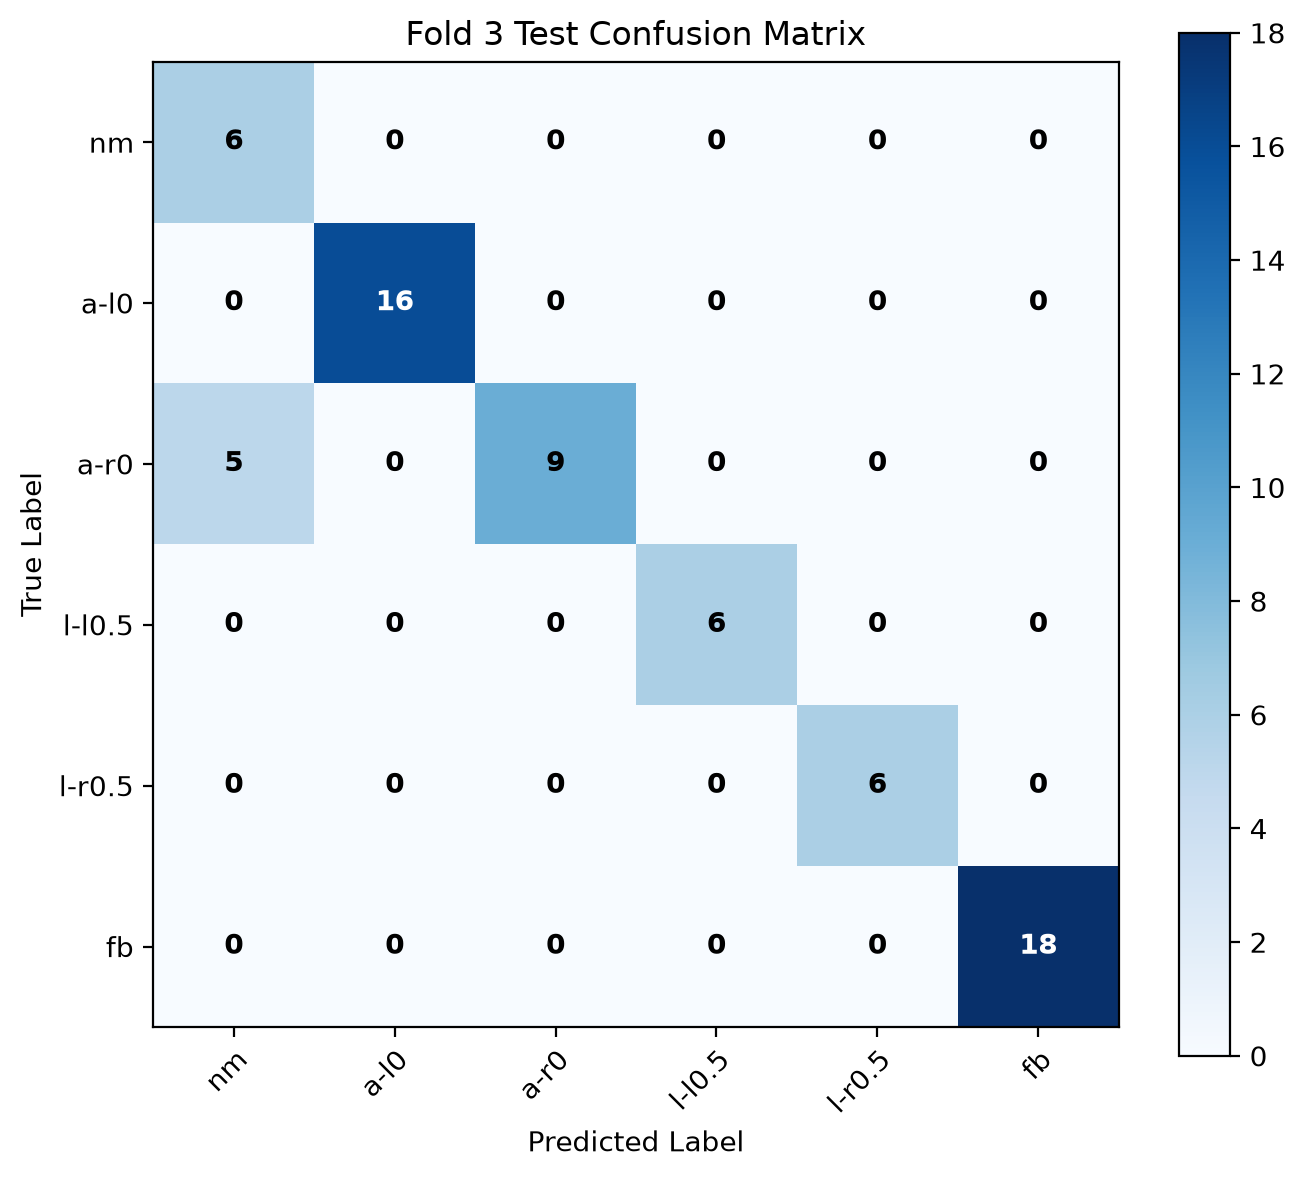 Fold 3 Test Confusion Matrix
nm 6 0 0 0 0 0
a-l0 0 16 0 0 0 0
a-r0 5 0 9 0 0 0
l-l0.5 0 0 0 6 0 0
l-r0.5 0 0 0 0 6 0
fb 0 0 0 0 0 18
nm a-l0 a-r0 l-l0.5 l-r0.5 fb
Predicted Label
True Label
18
16
14
12
10
8
6
4
2
0